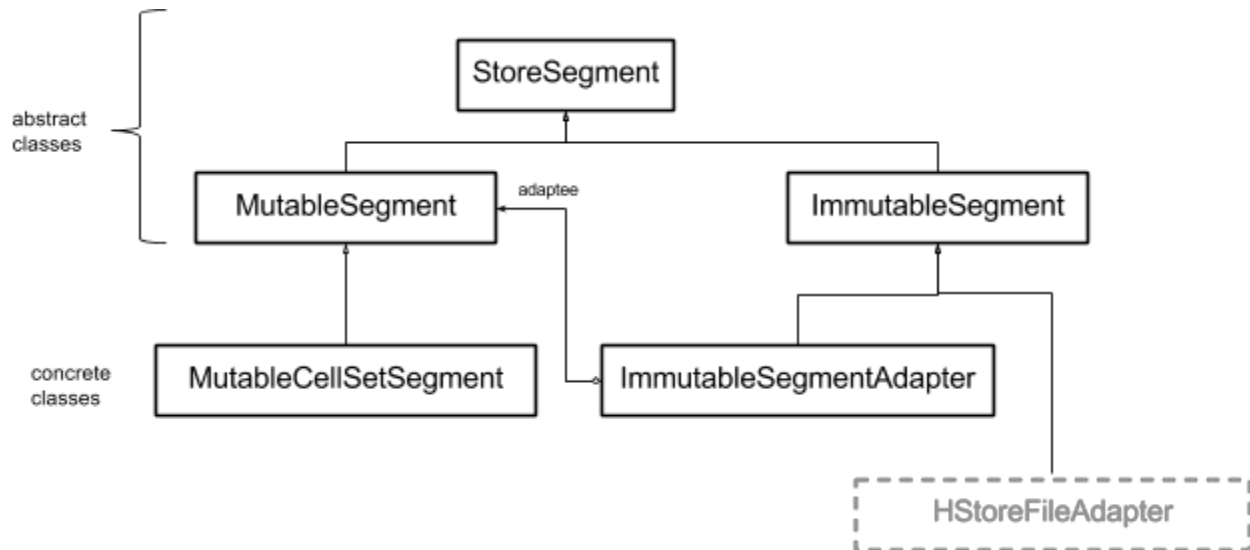 StoreSegment
abstract
classes
MutableSegment
adaptee
ImmutableSegment
concrete
classes
MutableCellSetSegment
ImmutableSegmentAdapter
HStoreFileAdapter